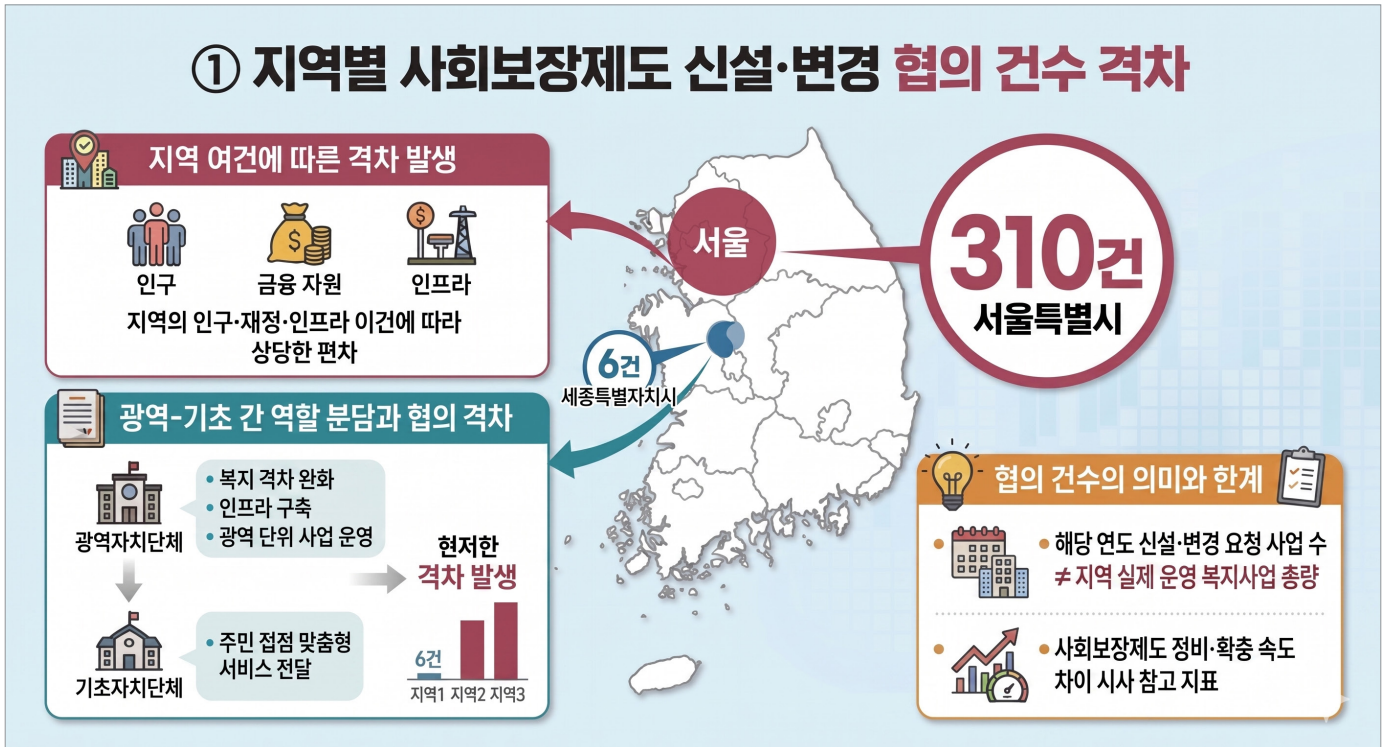 ① 지역별 사회보장제도 신설·변경 협의 건수 격차
지역 여건에 따른 격차 발생
인구
금융 자원
인프라
지역의 인구·재정·인프라 이건에 따라
상당한 편차
서울
310건
서울특별시
6건
세종특별자치시
광역-기초 간 역할 분담과 협의 격차
광역자치단체
• 복지 격차 완화
• 인프라 구축
• 광역 단위 사업 운영
기초자치단체
• 주민 접점 맞춤형
서비스 전달
현저한
격차 발생
6건
지역1 지역2 지역3
협의 건수의 의미와 한계
• 해당 연도 신설·변경 요청 사업 수
≠ 지역 실제 운영 복지사업 총량
• 사회보장제도 정비·확충 속도
차이 시사 참고 지표